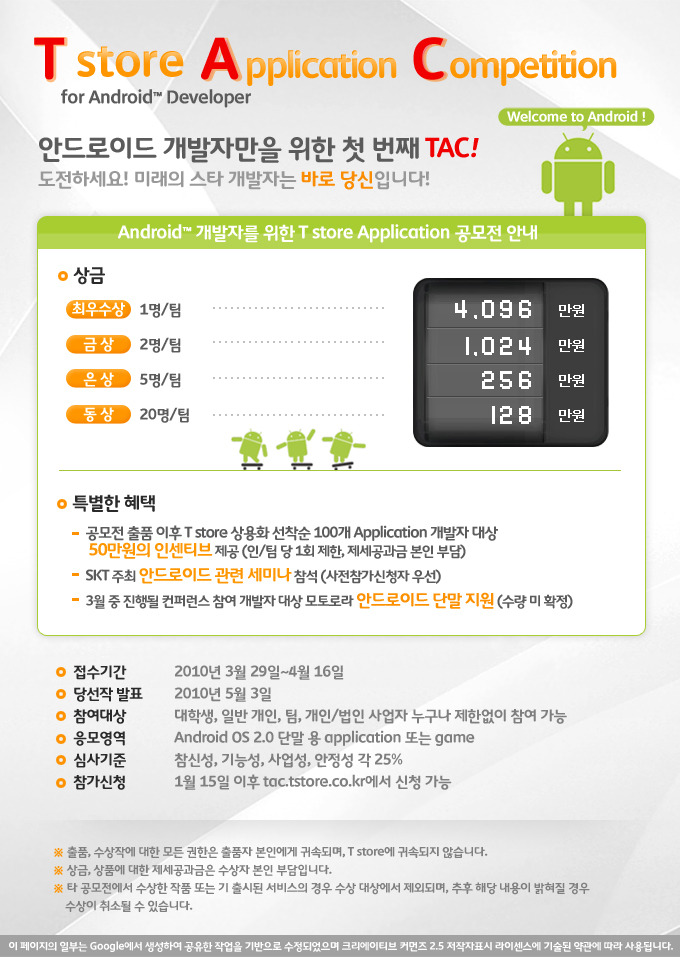 T store Application Competition
for Android™ Developer
Welcome to Android !
안드로이드 개발자만을 위한 첫 번째 TAC!
도전하세요! 미래의 스타 개발자는 바로 당신입니다!
Android™ 개발자를 위한 T store Application 공모전 안내
상금
최우수상 1명/팀 4,096 만원
금 상 2명/팀 1,024 만원
은 상 5명/팀 256 만원
동 상 20명/팀 128 만원
특별한 혜택
- 공모전 출품 이후 T store 상용화 선착순 100개 Application 개발자 대상
50만원의 인센티브 제공 (인/팀 당 1회 제한, 제세공과금 본인 부담)
- SKT 주최 안드로이드 관련 세미나 참석 (사전참가신청자 우선)
- 3월 중 진행될 컨퍼런스 참여 개발자 대상 모토로라 안드로이드 단말 지원 (수량 미 확정)
접수기간 2010년 3월 29일~4월 16일
당선작 발표 2010년 5월 3일
참여대상 대학생, 일반 개인, 팀, 개인/법인 사업자 누구나 제한없이 참여 가능
응모영역 Android OS 2.0 단말 용 application 또는 game
심사기준 참신성, 기능성, 사업성, 안정성 각 25%
참가신청 1월 15일 이후 tac.tstore.co.kr에서 신청 가능
※ 출품, 수상작에 대한 모든 권한은 출품자 본인에게 귀속되며, T store에 귀속되지 않습니다.
※ 상금, 상품에 대한 제세공과금은 수상자 본인 부담입니다.
※ 타 공모전에서 수상한 작품 또는 기 출시된 서비스의 경우 수상 대상에서 제외되며, 추후 해당 내용이 밝혀질 경우
수상이 취소될 수 있습니다.
이 페이지의 일부는 Google에서 생성하여 공유한 작업을 기반으로 수정되었으며 크리에이티브 커먼즈 2.5 저작자표시 라이센스에 기술된 약관에 따라 사용됩니다.